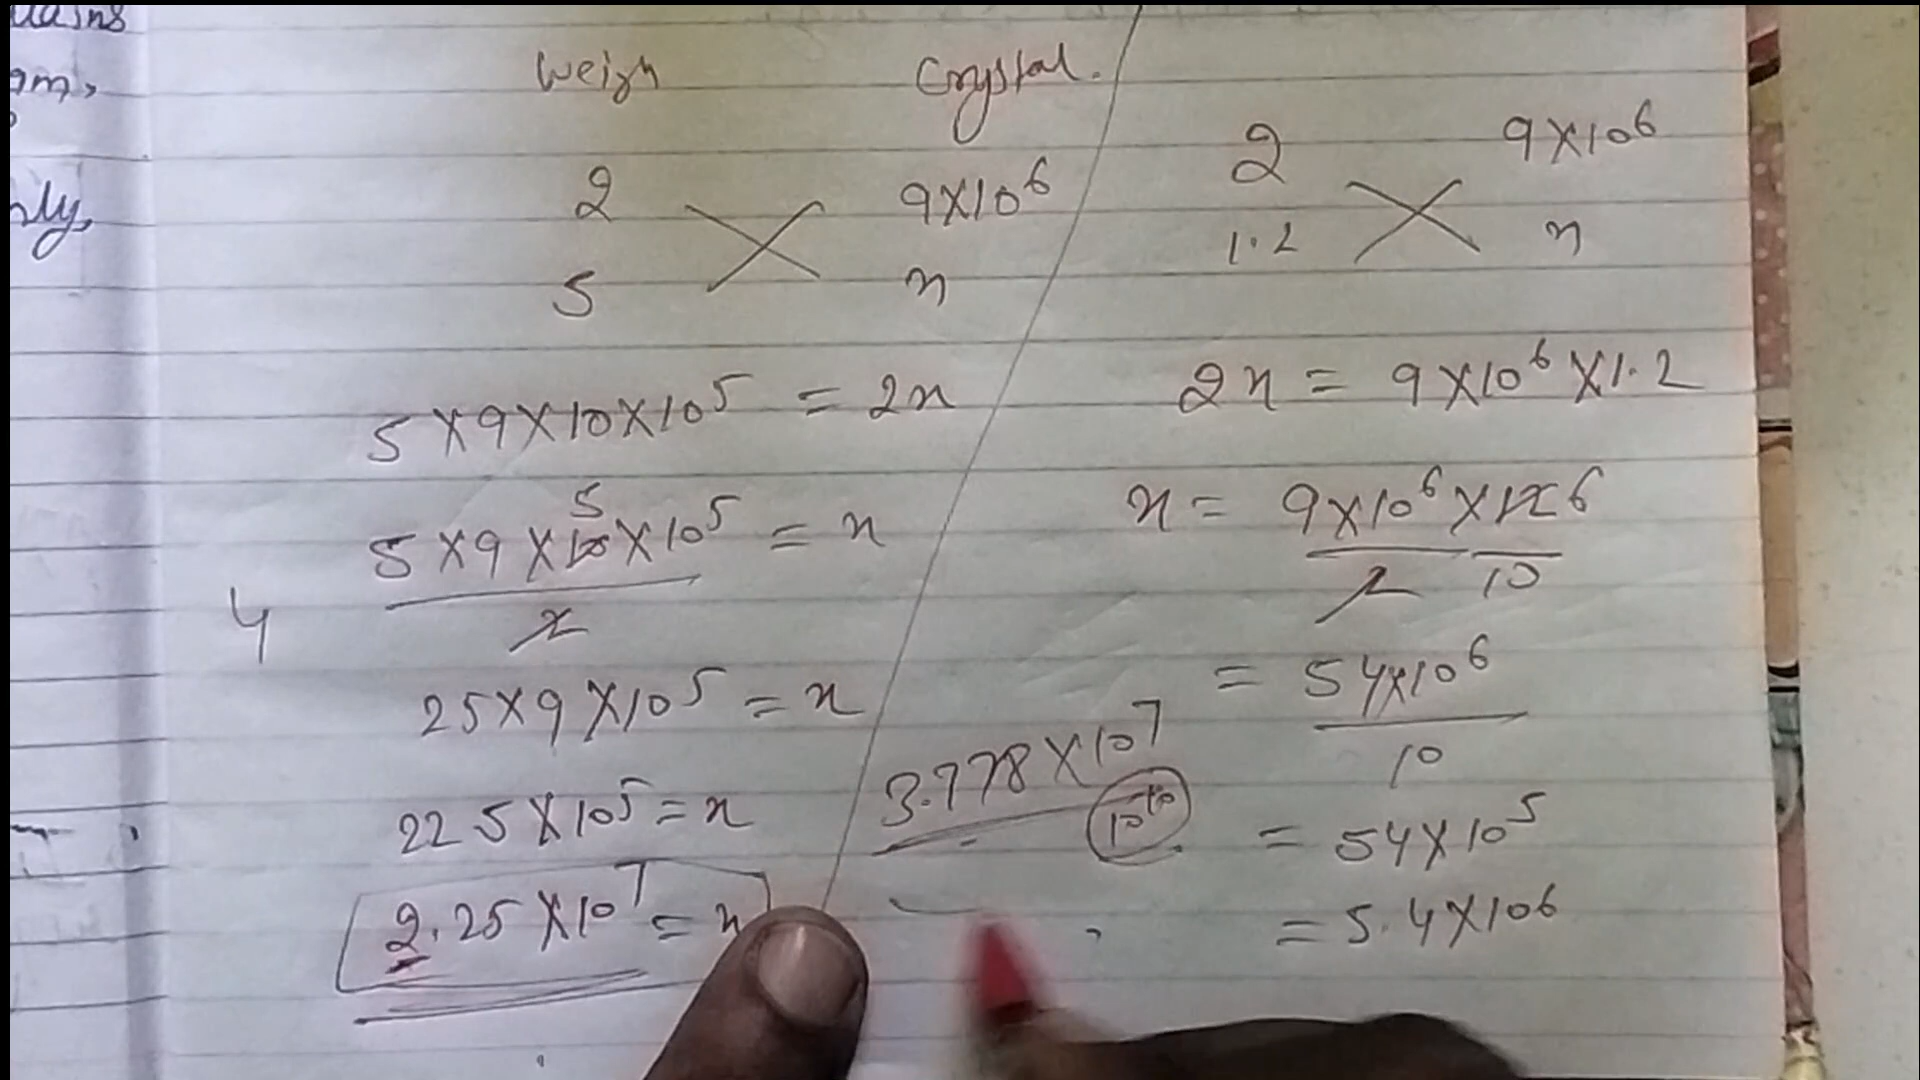 Weigh Crystal.
2 9×10⁶
5 n
5×9×10×10⁵ = 2n
5
5×9×10×10⁵ = n
2
4
25×9×10⁵ = n
225×10⁵ = n
2.25×10⁷ = n
3.778×10⁷
10¹⁰
2 9×10⁶
1.2 n
2n = 9×10⁶×1.2
n = 9×10⁶×12 6
2 10
= 54×10⁶
10
= 54×10⁵
= 5.4×10⁶